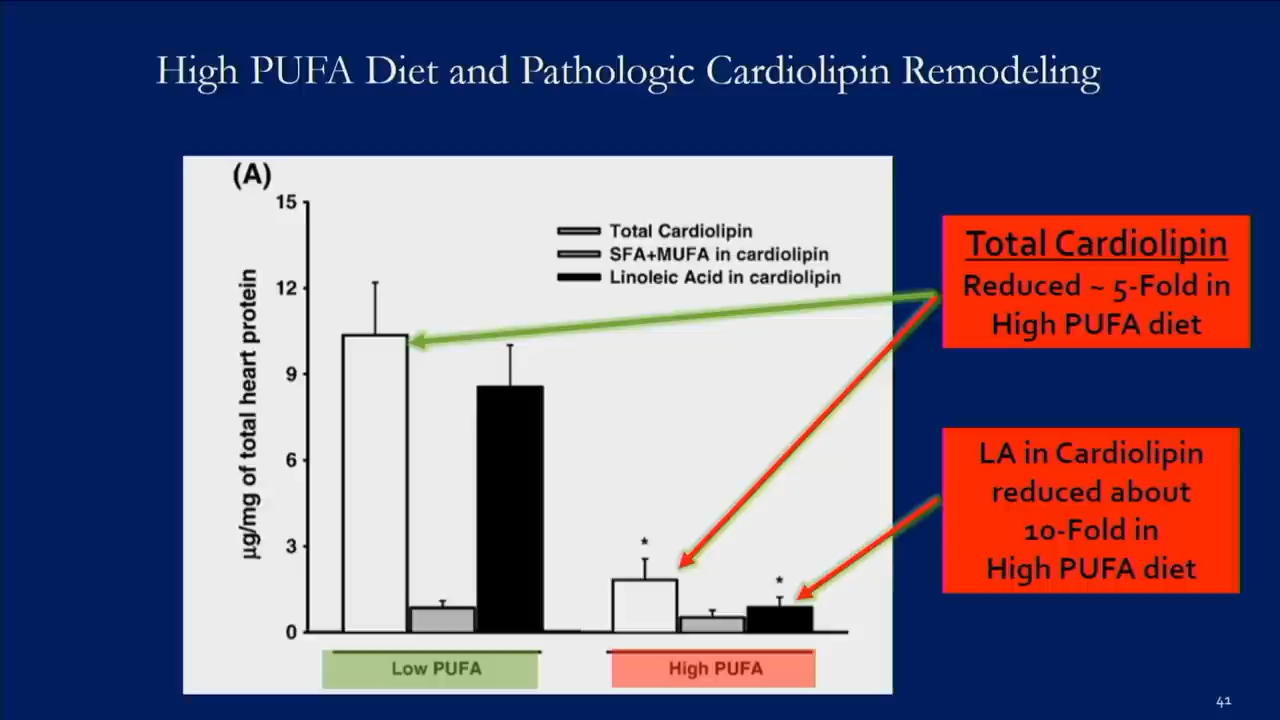 High PUFA Diet and Pathologic Cardiolipin Remodeling
(A)
15
12
9
6
3
0
µg/mg of total heart protein
Total Cardiolipin
SFA+MUFA in cardiolipin
Linoleic Acid in cardiolipin
*
*
Low PUFA
High PUFA
Total Cardiolipin
Reduced ~ 5-Fold in
High PUFA diet
LA in Cardiolipin
reduced about
10-Fold in
High PUFA diet
41